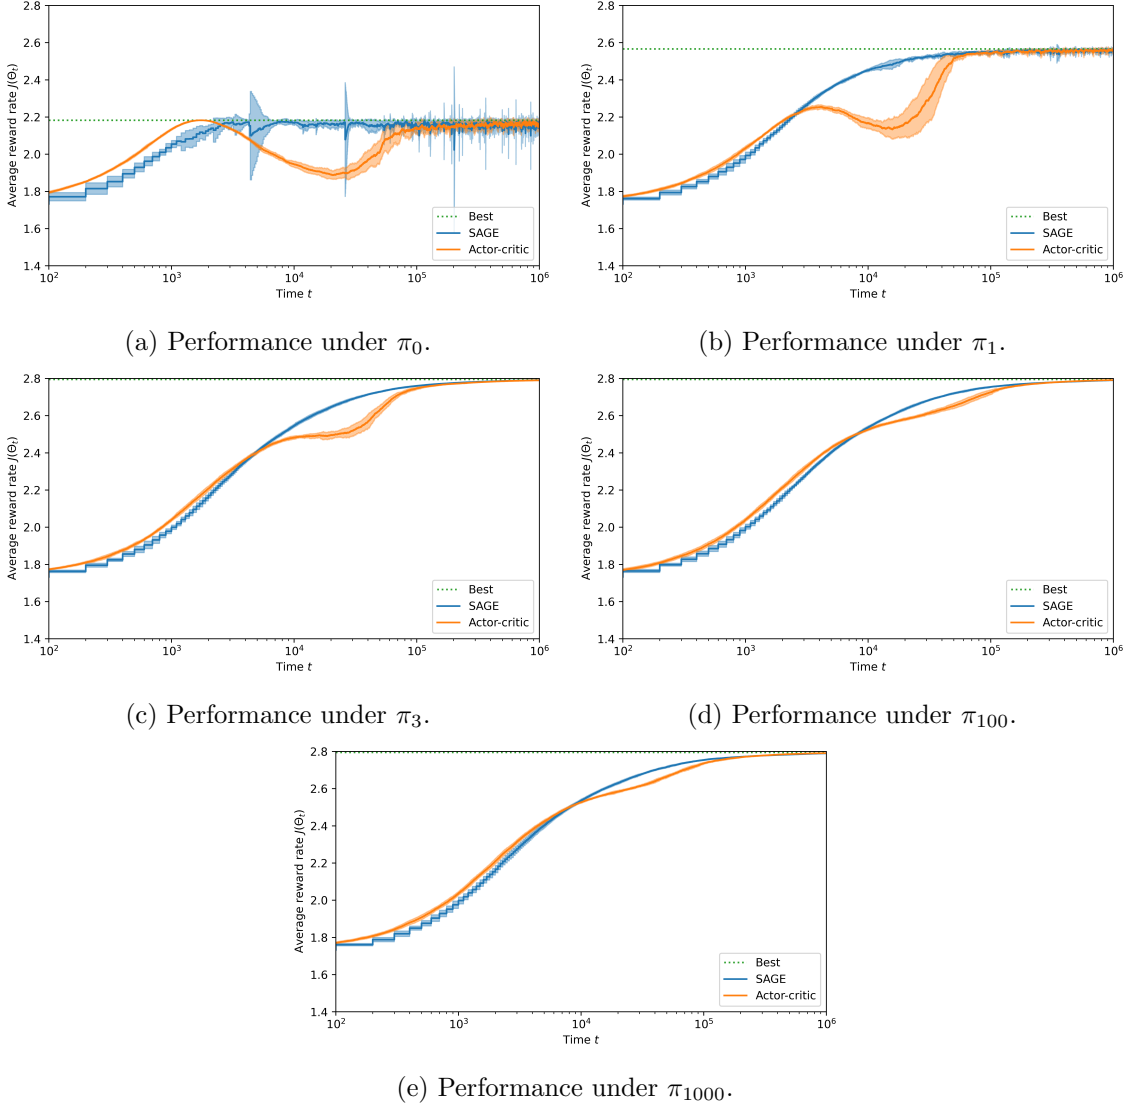 2.8
2.6
2.4
2.2
2.0
1.8
1.6
1.4
Average reward rate J(Θt)
Best
SAGE
Actor-critic
10² 10³ 10⁴ 10⁵ 10⁶
Time t
(a) Performance under π₀.
2.8
2.6
2.4
2.2
2.0
1.8
1.6
1.4
Average reward rate J(Θt)
Best
SAGE
Actor-critic
10² 10³ 10⁴ 10⁵ 10⁶
Time t
(b) Performance under π₁.
2.8
2.6
2.4
2.2
2.0
1.8
1.6
1.4
Average reward rate J(Θt)
Best
SAGE
Actor-critic
10² 10³ 10⁴ 10⁵ 10⁶
Time t
(c) Performance under π₃.
2.8
2.6
2.4
2.2
2.0
1.8
1.6
1.4
Average reward rate J(Θt)
Best
SAGE
Actor-critic
10² 10³ 10⁴ 10⁵ 10⁶
Time t
(d) Performance under π₁₀₀.
2.8
2.6
2.4
2.2
2.0
1.8
1.6
1.4
Average reward rate J(Θt)
Best
SAGE
Actor-critic
10² 10³ 10⁴ 10⁵ 10⁶
Time t
(e) Performance under π₁₀₀₀.